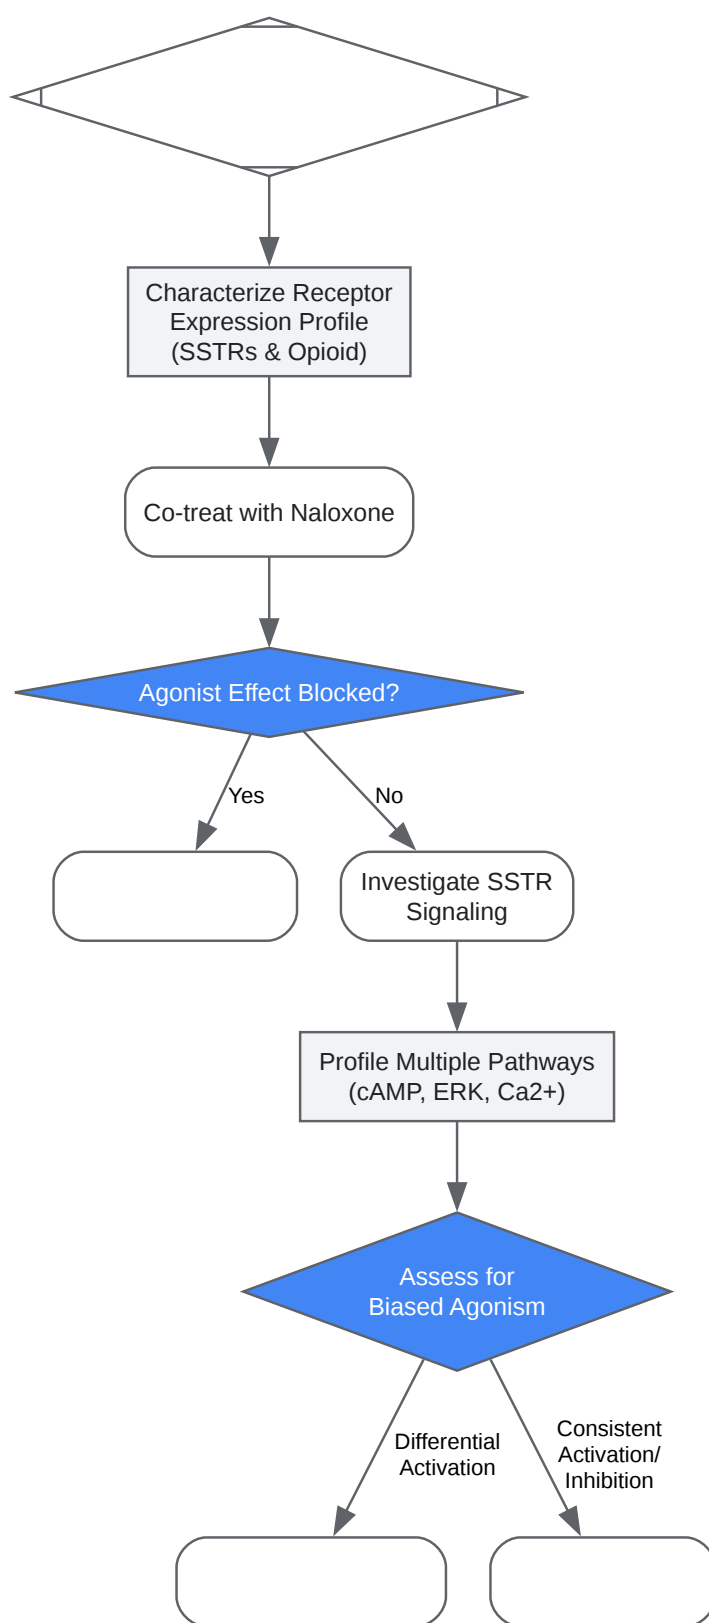 Characterize Receptor
Expression Profile
(SSTRs & Opioid)
Co-treat with Naloxone
Agonist Effect Blocked?
Yes
No
Investigate SSTR
Signaling
Profile Multiple Pathways
(cAMP, ERK, Ca2+)
Assess for
Biased Agonism
Differential
Activation
Consistent
Activation/
Inhibition